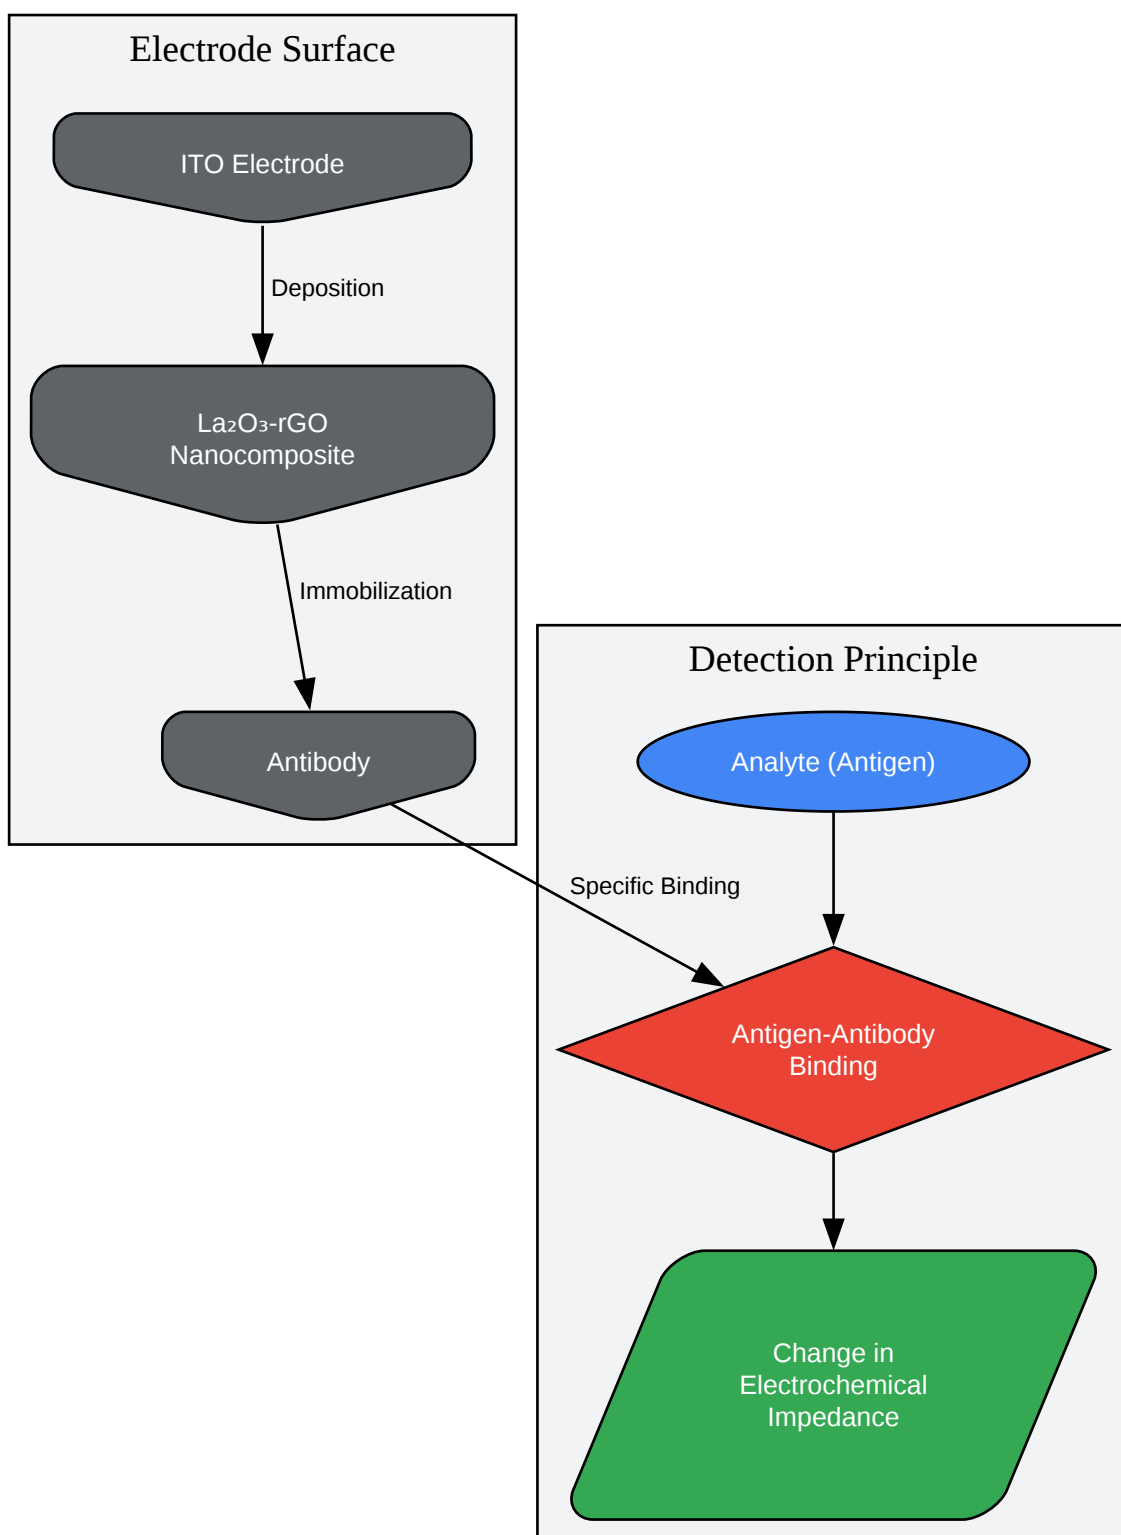 Electrode Surface
ITO Electrode
Deposition
La₂O₃-rGO
Nanocomposite
Immobilization
Antibody
Detection Principle
Analyte (Antigen)
Specific Binding
Antigen-Antibody
Binding
Change in
Electrochemical
Impedance